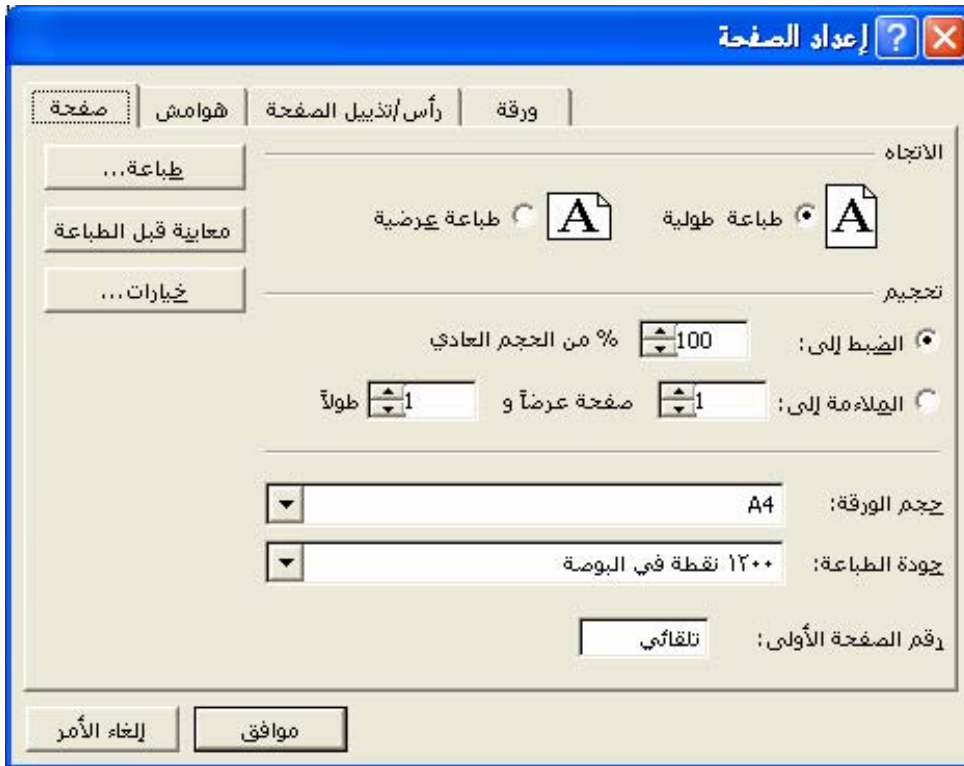 إعداد الصفحة
صفحة
هوامش
رأس/تذييل الصفحة
ورقة
الاتجاه
A طباعة طولية
A طباعة عرضية
طباعة...
معاينة قبل الطباعة
خيارات...
تحجيم
الضبط إلى: 100 % من الحجم العادي
الملاءمة إلى: 1 صفحة عرضاً و 1 طولاً
حجم الورقة: A4
جودة الطباعة: ١٢٠٠ نقطة في البوصة
رقم الصفحة الأولى: تلقائي
موافق
إلغاء الأمر